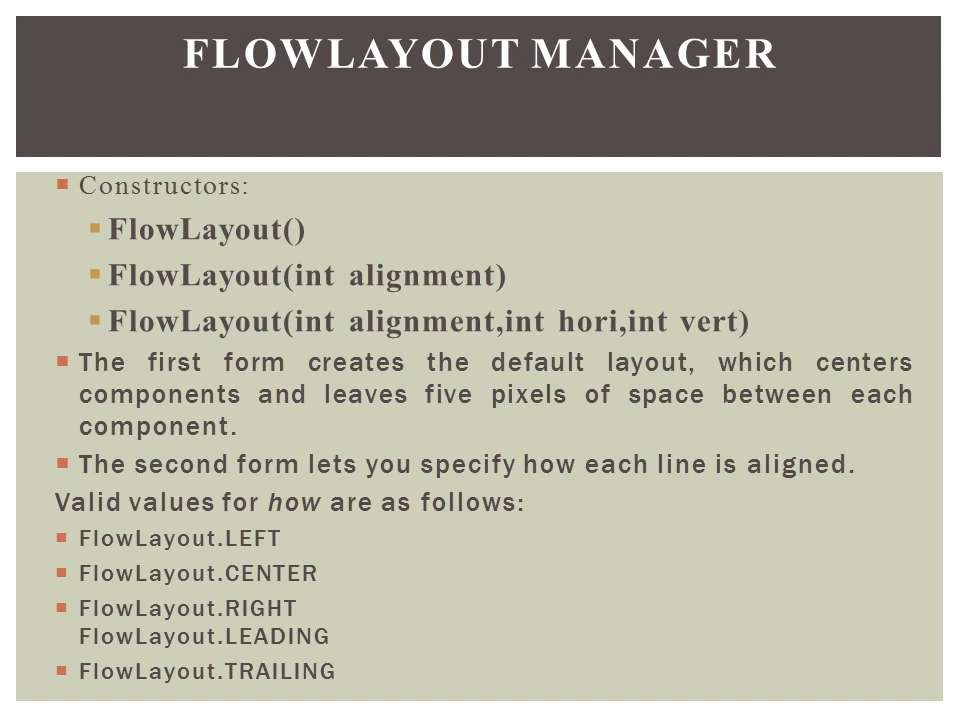 FLOWLAYOUT MANAGER
Constructors:
FlowLayout()
FlowLayout(int alignment)
FlowLayout(int alignment,int hori,int vert)
The first form creates the default layout, which centers
components and leaves five pixels of space between each
component.
The second form lets you specify how each line is aligned.
Valid values for how are as follows:
FlowLayout.LEFT
FlowLayout.CENTER
FlowLayout.RIGHT
FlowLayout.LEADING
FlowLayout.TRAILING